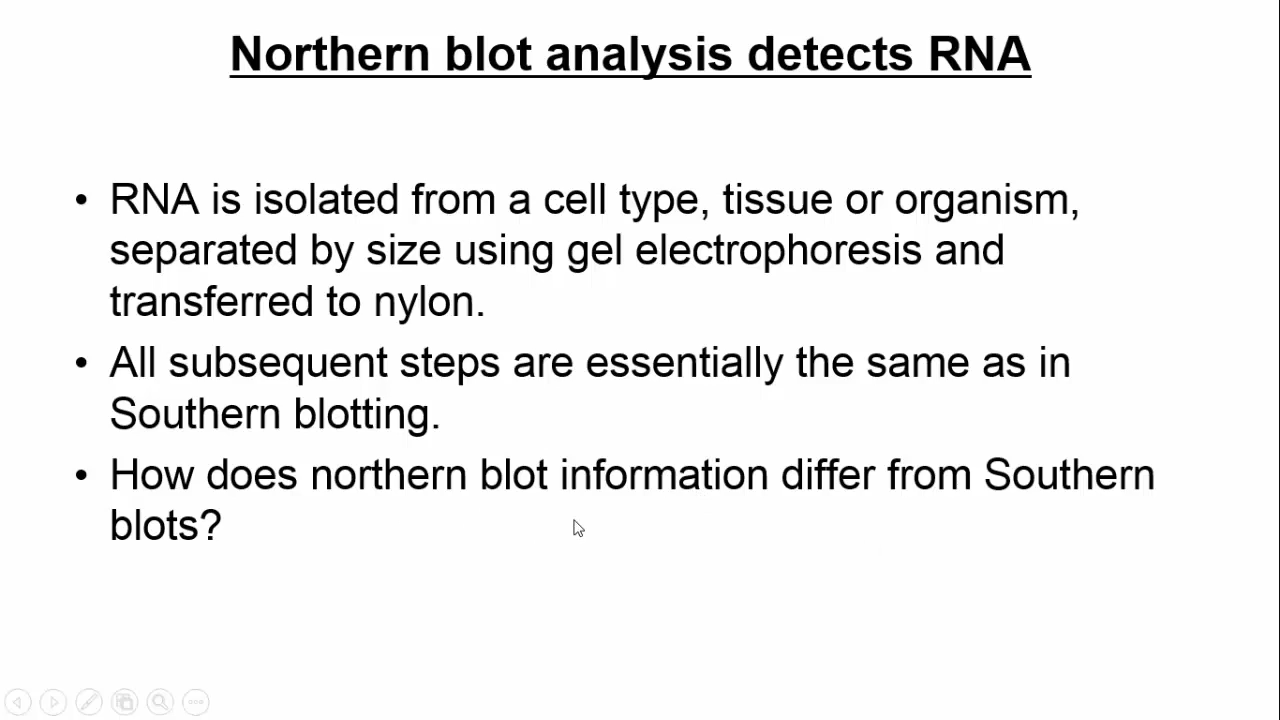 Northern blot analysis detects RNA
• RNA is isolated from a cell type, tissue or organism,
separated by size using gel electrophoresis and
transferred to nylon.
• All subsequent steps are essentially the same as in
Southern blotting.
• How does northern blot information differ from Southern
blots?